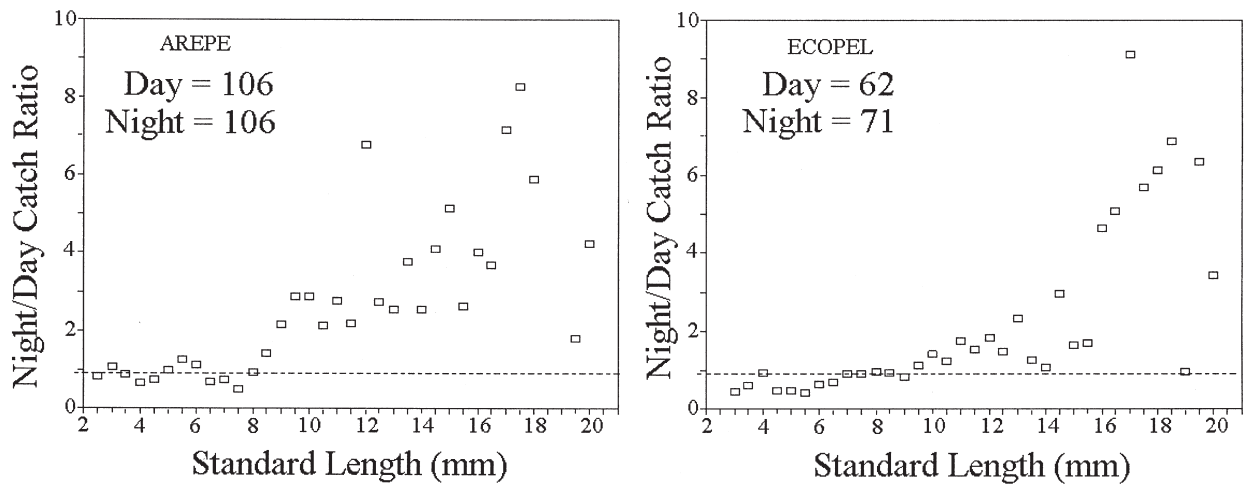 AREPE
Day = 106
Night = 106
Night/Day Catch Ratio
10
8
6
4
2
0
2 4 6 8 10 12 14 16 18 20
Standard Length (mm)
ECOPEL
Day = 62
Night = 71
Night/Day Catch Ratio
10
8
6
4
2
0
2 4 6 8 10 12 14 16 18 20
Standard Length (mm)